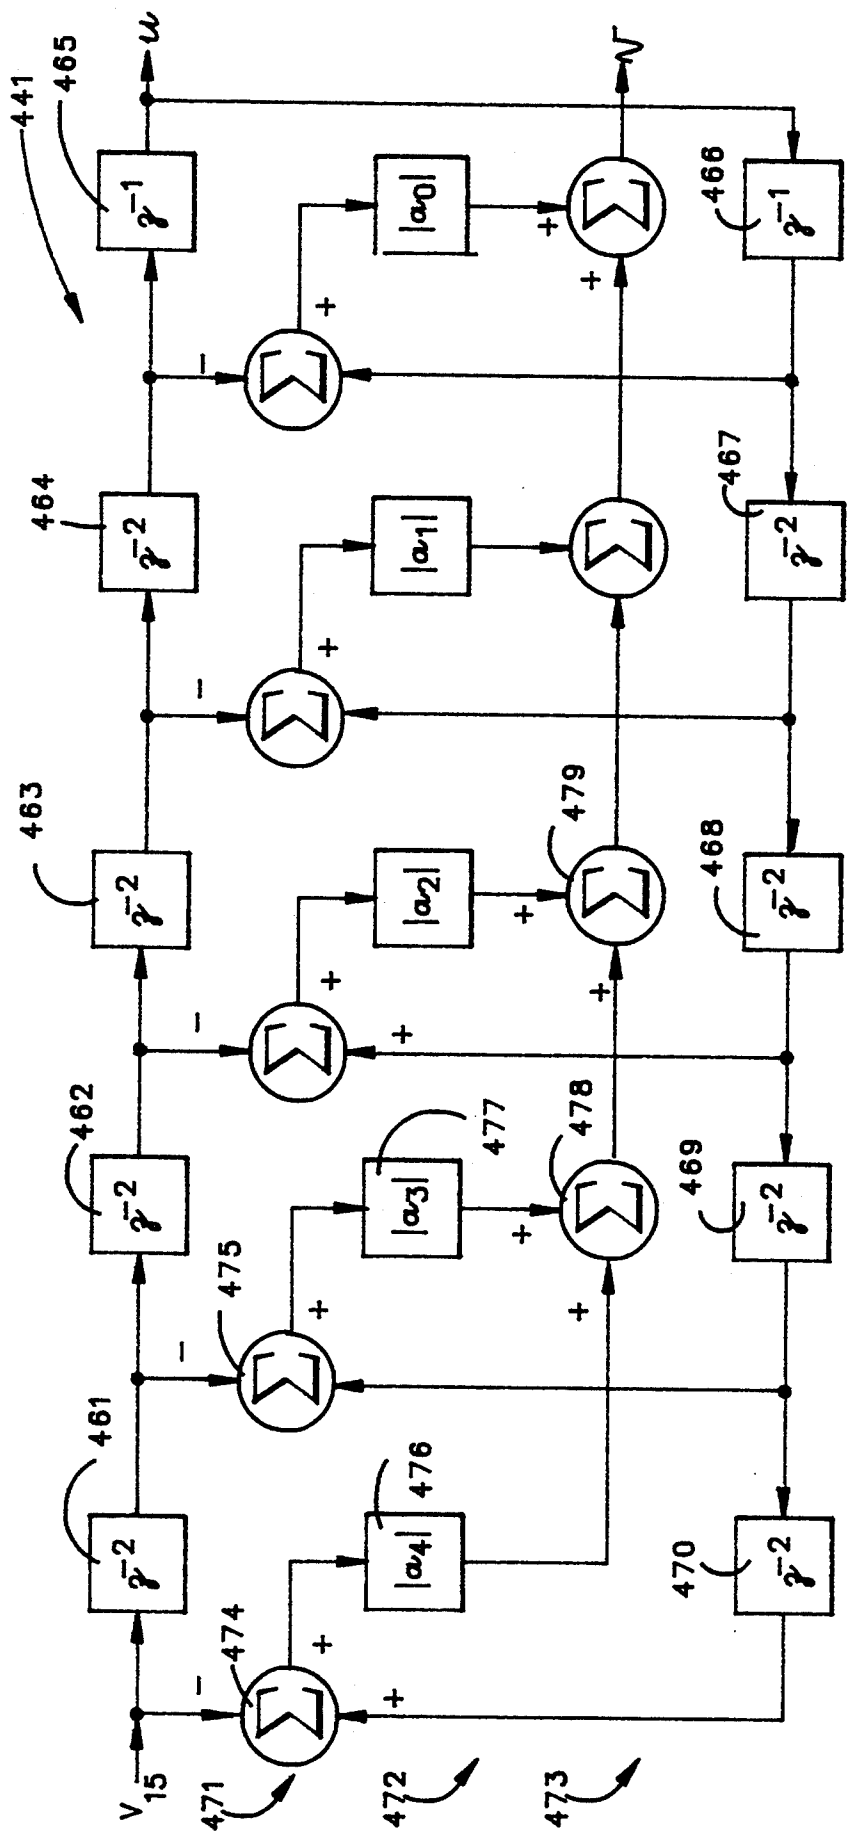 441
V15
461
462
463
464
465
z-2
z-2
z-2
z-2
z-1
u
-
-
-
-
-
471
474
475
+
+
+
+
+
Σ
Σ
Σ
Σ
Σ
472
476
477
|a4|
|a3|
|a2|
|a1|
|a0|
+
+
+
+
+
473
478
479
+
+
+
Σ
Σ
Σ
Σ
v
470
469
468
467
466
z-2
z-2
z-2
z-2
z-1